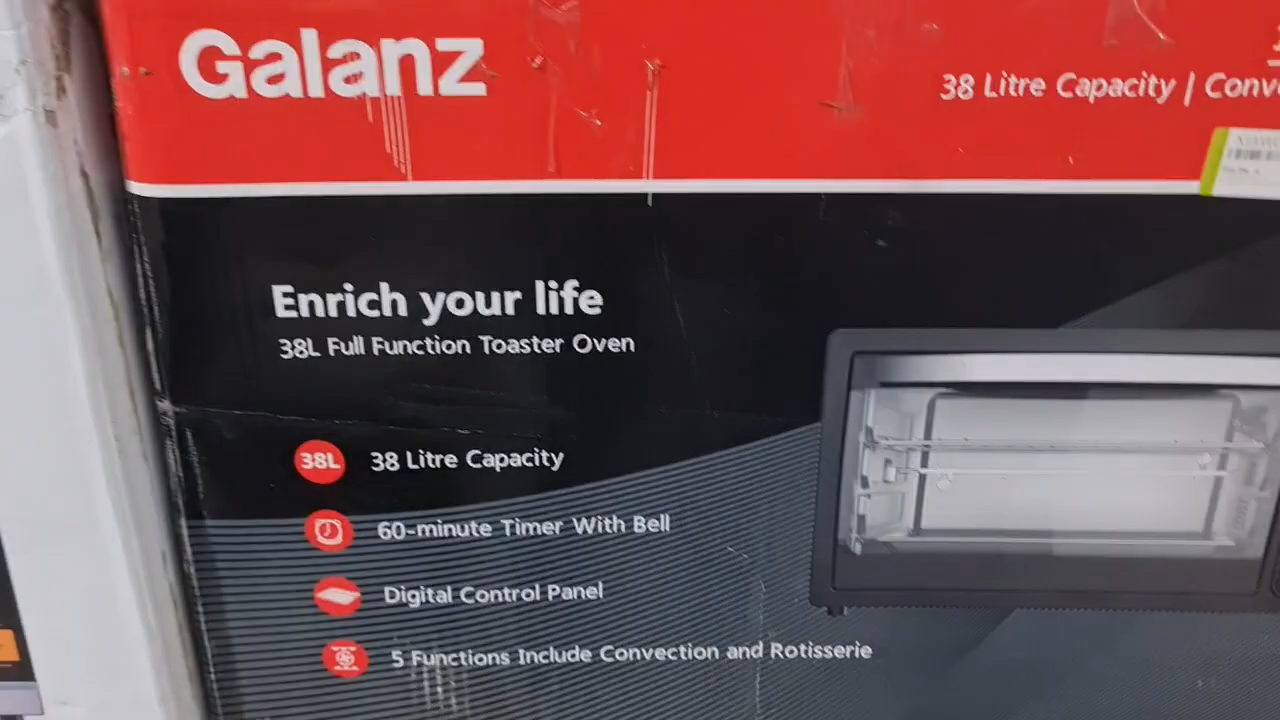 Galanz
38 Litre Capacity |
Enrich your life
38L Full Function Toaster Oven
38L 38 Litre Capacity
60-minute Timer With Bell
Digital Control Panel
5 Functions Include Convection and Rotisserie